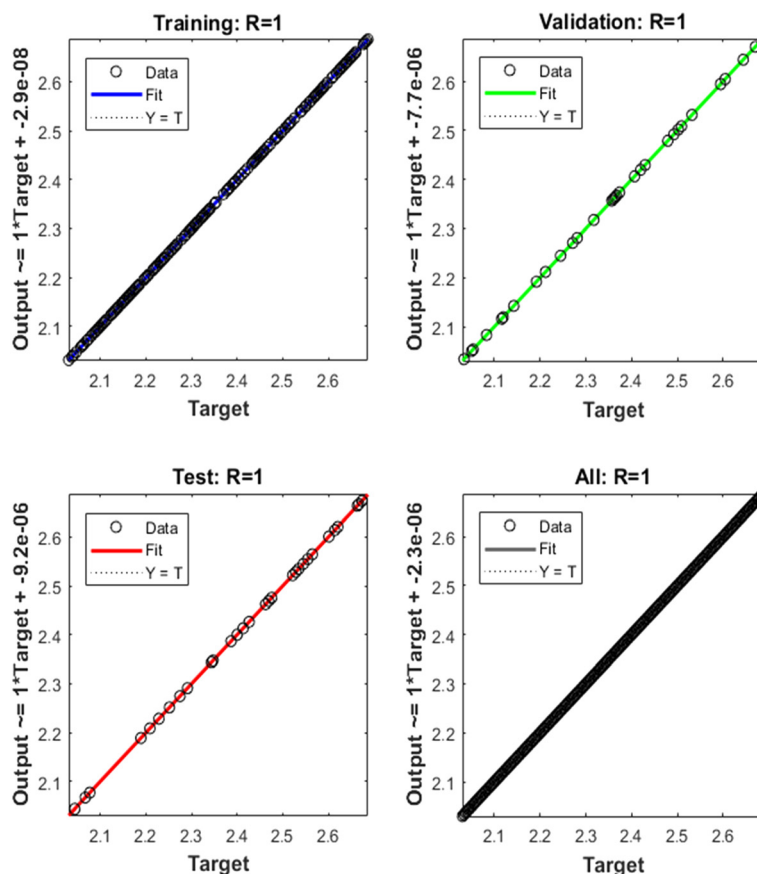 Training: R=1
Output ~= 1*Target + -2.9e-08
2.6
2.5
2.4
2.3
2.2
2.1
Data
Fit
Y = T
2.1 2.2 2.3 2.4 2.5 2.6
Target
Validation: R=1
Output ~= 1*Target + -7.7e-06
2.6
2.5
2.4
2.3
2.2
2.1
Data
Fit
Y = T
2.1 2.2 2.3 2.4 2.5 2.6
Target
Test: R=1
Output ~= 1*Target + -9.2e-06
2.6
2.5
2.4
2.3
2.2
2.1
Data
Fit
Y = T
2.1 2.2 2.3 2.4 2.5 2.6
Target
All: R=1
Output ~= 1*Target + -2.3e-06
2.6
2.5
2.4
2.3
2.2
2.1
Data
Fit
Y = T
2.1 2.2 2.3 2.4 2.5 2.6
Target